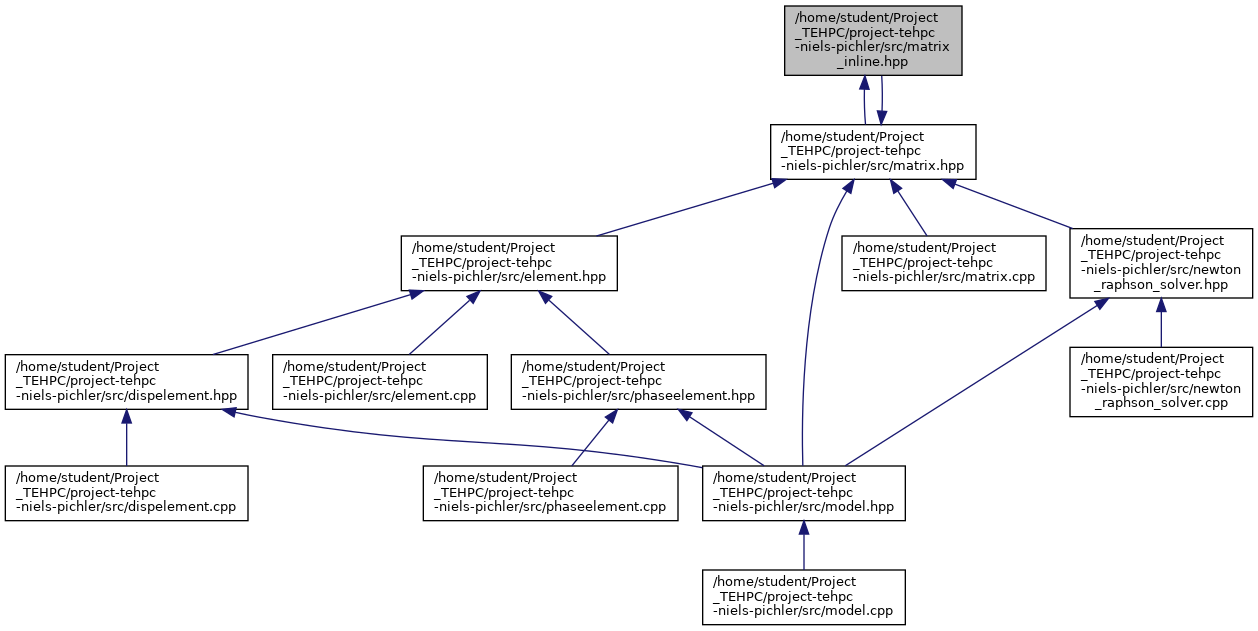 /home/student/Project
_TEHPC/project-tehpc
-niels-pichler/src/matrix
_inline.hpp
/home/student/Project
_TEHPC/project-tehpc
-niels-pichler/src/matrix.hpp
/home/student/Project
_TEHPC/project-tehpc
-niels-pichler/src/element.hpp
/home/student/Project
_TEHPC/project-tehpc
-niels-pichler/src/matrix.cpp
/home/student/Project
_TEHPC/project-tehpc
-niels-pichler/src/newton
_raphson_solver.hpp
/home/student/Project
_TEHPC/project-tehpc
-niels-pichler/src/dispelement.hpp
/home/student/Project
_TEHPC/project-tehpc
-niels-pichler/src/element.cpp
/home/student/Project
_TEHPC/project-tehpc
-niels-pichler/src/phaseelement.hpp
/home/student/Project
_TEHPC/project-tehpc
-niels-pichler/src/newton
_raphson_solver.cpp
/home/student/Project
_TEHPC/project-tehpc
-niels-pichler/src/dispelement.cpp
/home/student/Project
_TEHPC/project-tehpc
-niels-pichler/src/phaseelement.cpp
/home/student/Project
_TEHPC/project-tehpc
-niels-pichler/src/model.hpp
/home/student/Project
_TEHPC/project-tehpc
-niels-pichler/src/model.cpp